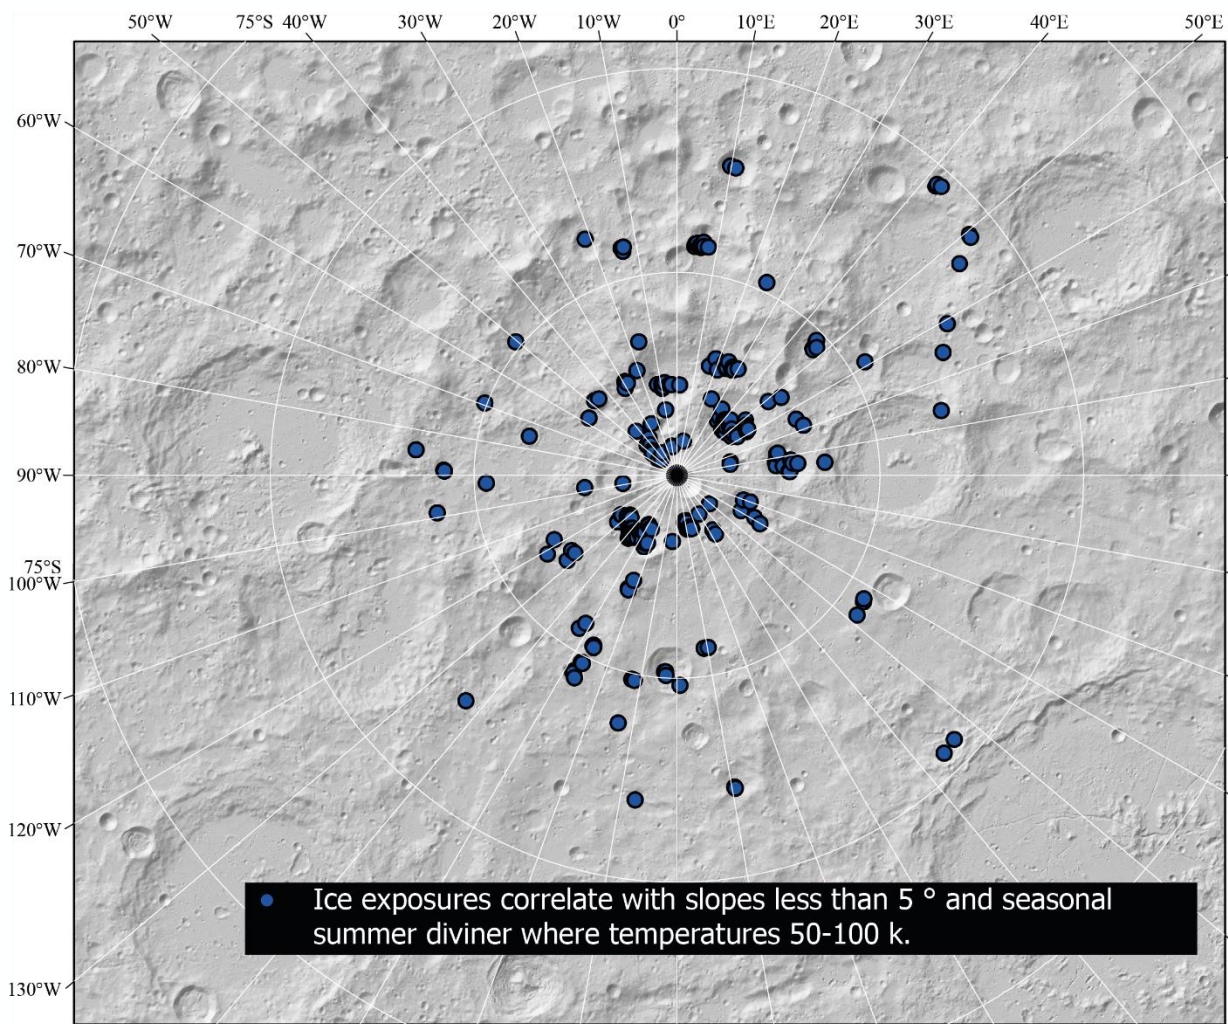 50°W 75°S 40°W 30°W 20°W 10°W 0° 10°E 20°E 30°E 40°E 50°E
60°W
70°W
80°W
90°W
75°S
100°W
110°W
120°W
130°W
Ice exposures correlate with slopes less than 5 ° and seasonal
summer diviner where temperatures 50-100 k.